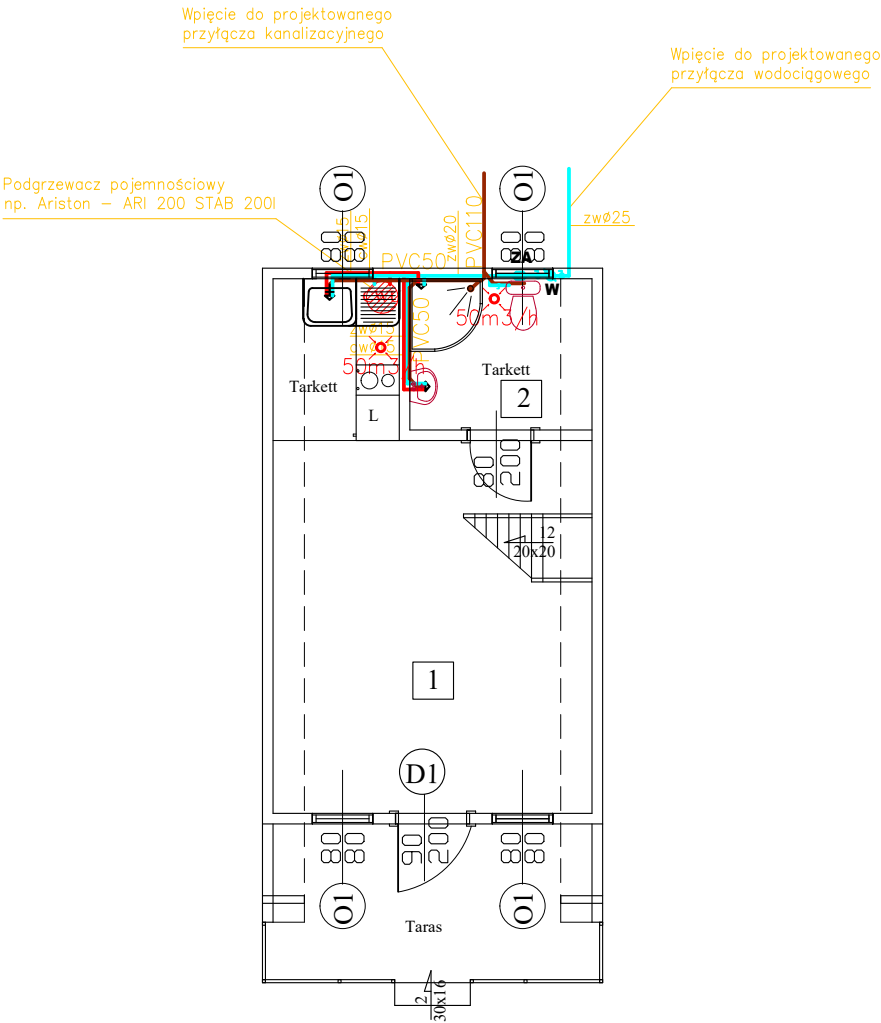 Wpięcie do projektowanego
przyłącza kanalizacyjnego
Wpięcie do projektowanego
przyłącza wodociągowego
Podgrzewacz pojemnościowy
np. Ariston – ARI 200 STAB 200l
O1
O1
zwø25
zwø20
PVC110
PVC50
80
80
80
80
ZA
W
50m3/h
PVC50
zwø15
50m3/h
Tarkett
Tarkett
2
L
80
200
12
20x20
1
D1
80
80
90
200
80
80
O1
O1
Taras
2
30x16